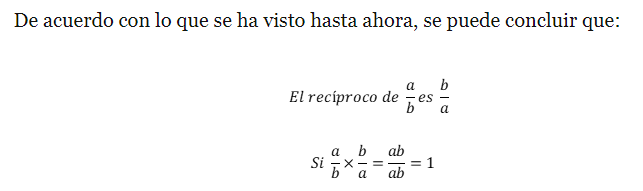 De acuerdo con lo que se ha visto hasta ahora, se puede concluir que:
El recíproco de a/b es b/a
Si a/b × b/a = ab/ab = 1